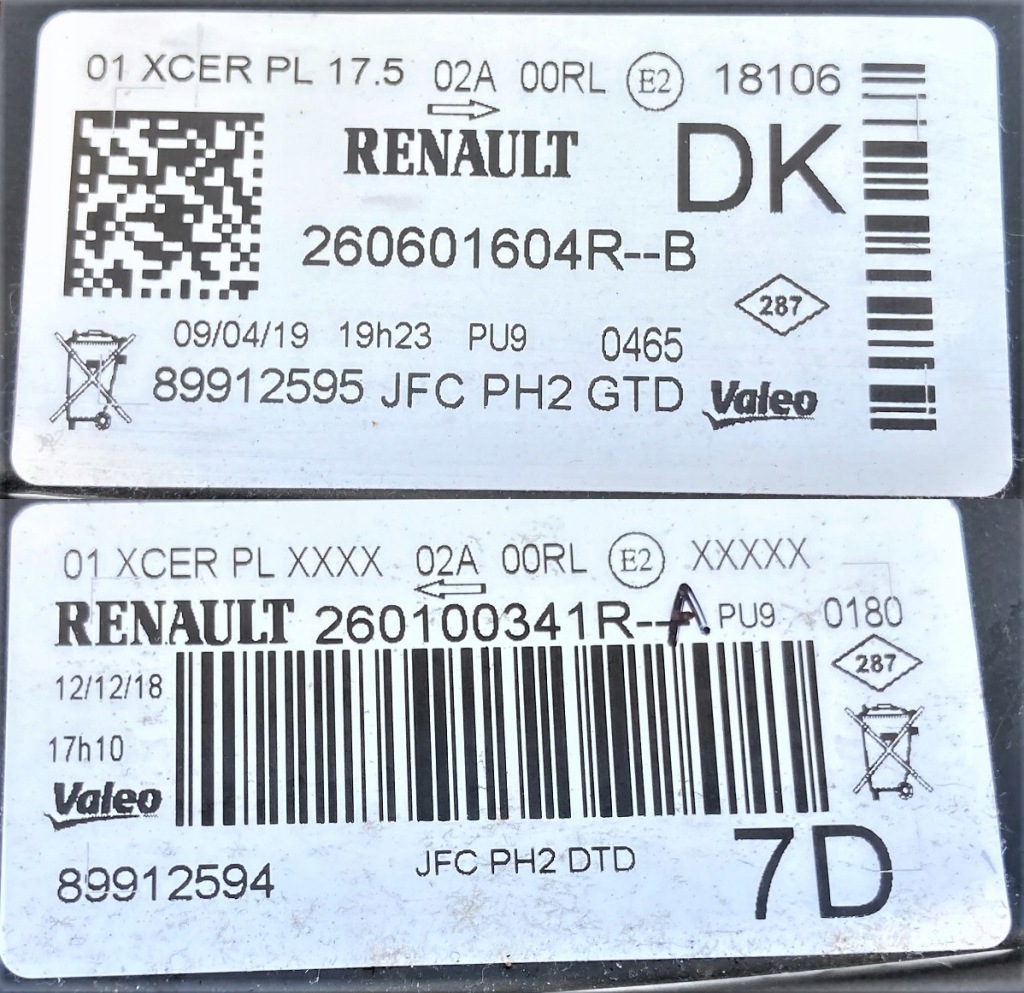 01 XCER PL 17.5 02A 00RL E2 18106
RENAULT DK
260601604R--B
287
09/04/19 19h23 PU9 0465
89912595 JFC PH2 GTD Valeo
01 XCER PL XXXX 02A 00RL E2 XXXXX
RENAULT 260100341R--A PU9 0180
287
12/12/18
17h10
Valeo
89912594 JFC PH2 DTD 7D